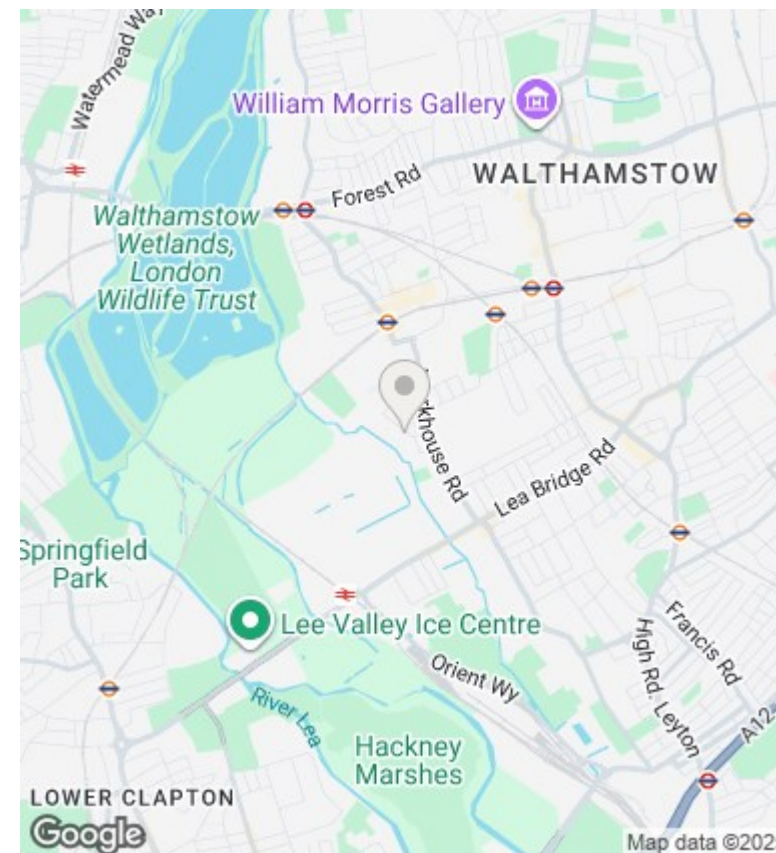 Watermead Way
William Morris Gallery
WALTHAMSTOW
Forest Rd
Walthamstow
Wetlands,
London
Wildlife Trust
rkhouse Rd
Lea Bridge Rd
Springfield
Park
Lee Valley Ice Centre
Orient Wy
Francis Rd
High Rd. Leyton
River Lea
A12
Hackney
Marshes
LOWER CLAPTON
Google
Map data ©202